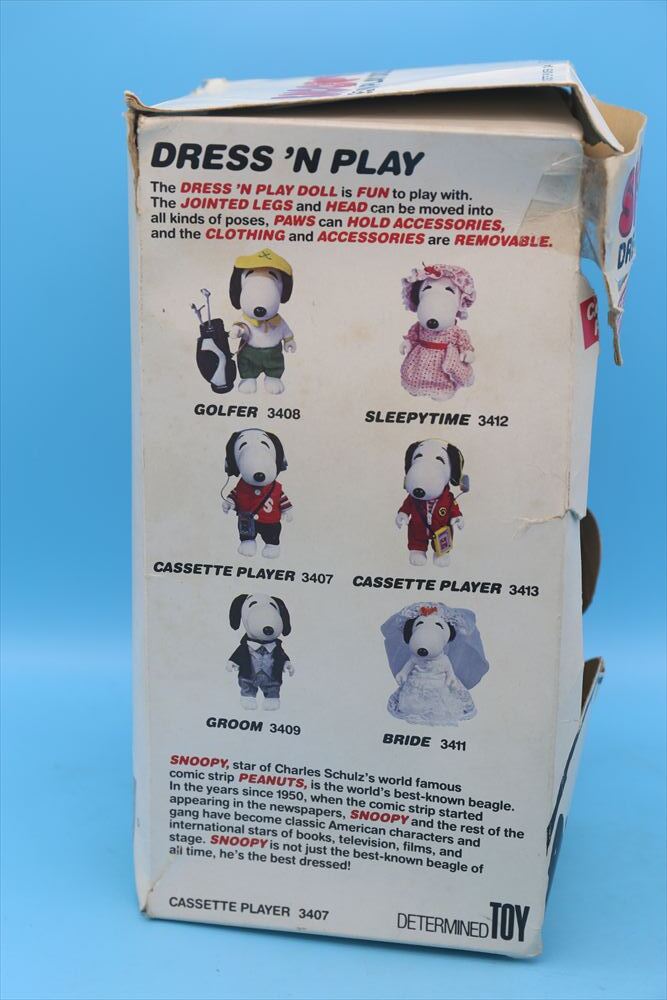 DRESS 'N PLAY
The DRESS 'N PLAY DOLL is FUN to play with.
The JOINTED LEGS and HEAD can be moved into
all kinds of poses, PAWS can HOLD ACCESSORIES,
and the CLOTHING and ACCESSORIES are REMOVABLE.
GOLFER 3408
SLEEPYTIME 3412
CASSETTE PLAYER 3407
CASSETTE PLAYER 3413
GROOM 3409
BRIDE 3411
SNOOPY, star of Charles Schulz's world famous
comic strip PEANUTS, is the world's best-known beagle.
In the years since 1950, when the comic strip started
appearing in the newspapers, SNOOPY and the rest of the
gang have become classic American characters and
international stars of books, television, films, and
stage. SNOOPY is not just the best-known beagle of
all time, he's the best dressed!
CASSETTE PLAYER 3407
DETERMINED TOY